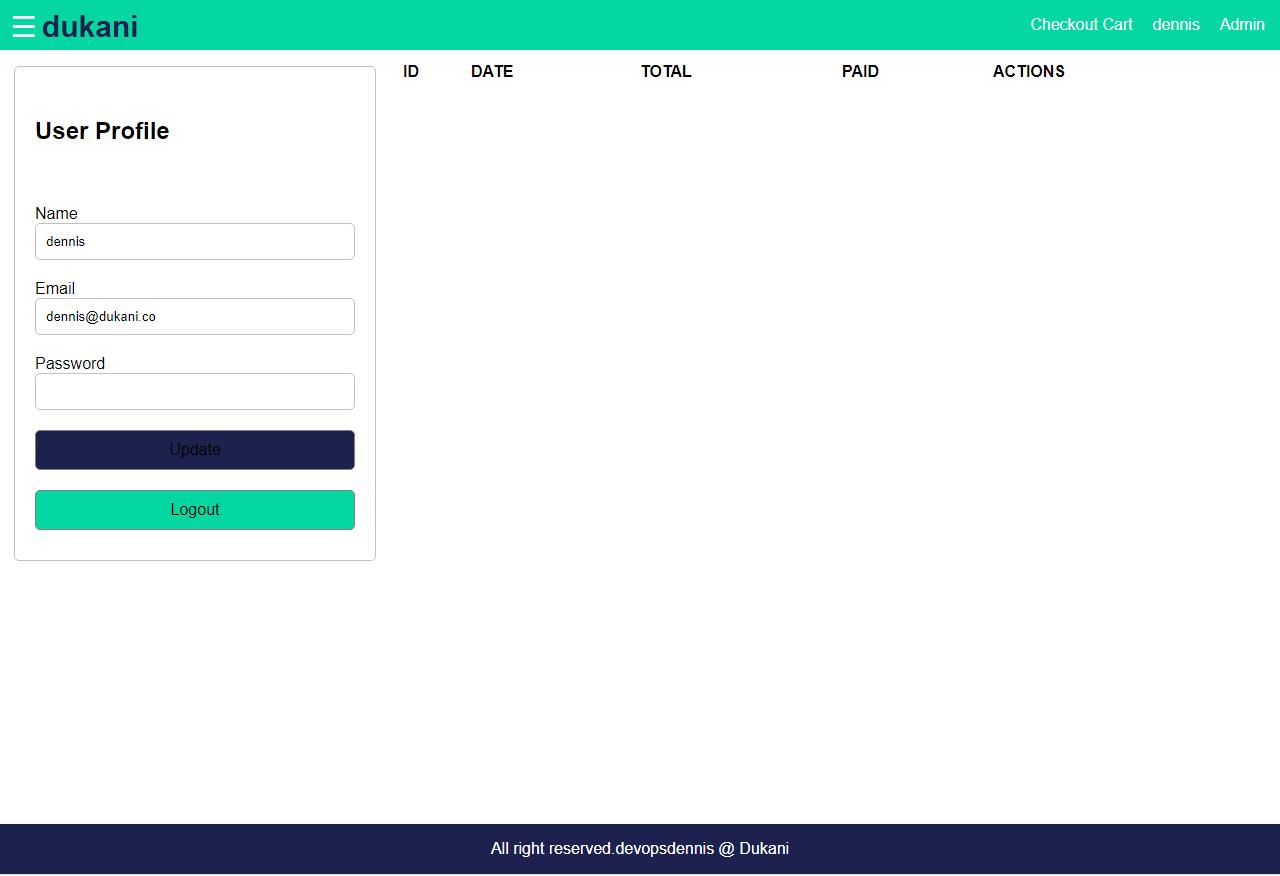 ☰ dukani
Checkout Cart dennis Admin
User Profile
Name
dennis
Email
dennis@dukani.co
Password
Update
Logout
ID DATE TOTAL PAID ACTIONS
All right reserved.devopsdennis @ Dukani